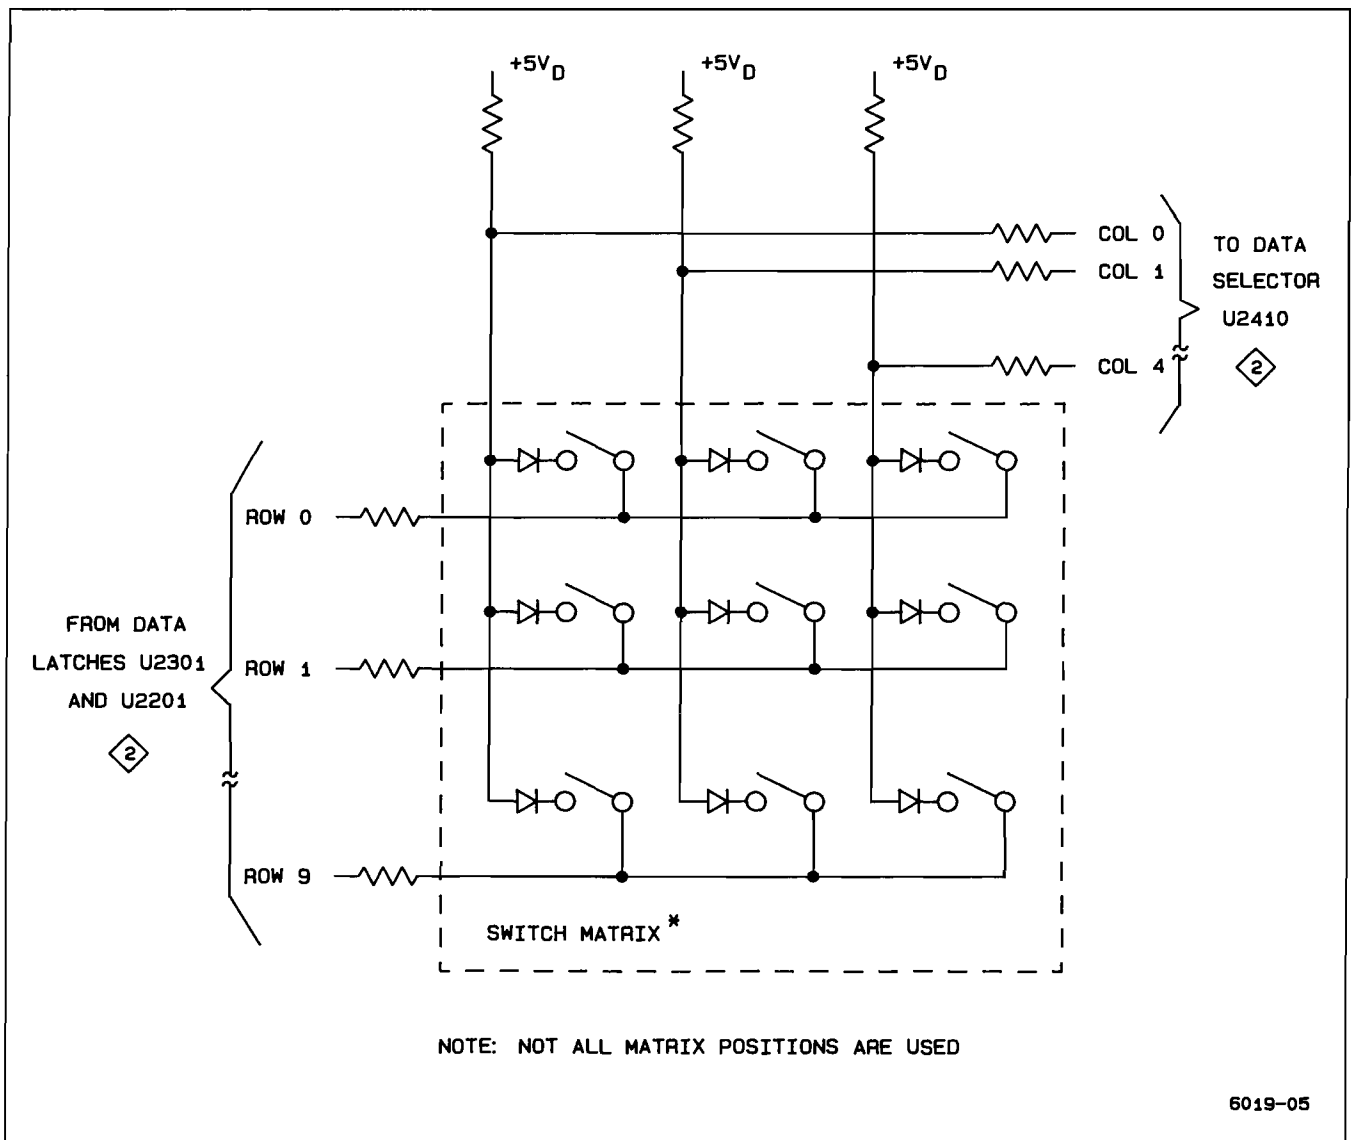 +5VD
+5VD
+5VD
COL 0
COL 1
COL 4
TO DATA
SELECTOR
U2410
2
ROW 0
ROW 1
ROW 9
FROM DATA
LATCHES U2301
AND U2201
2
SWITCH MATRIX*
NOTE: NOT ALL MATRIX POSITIONS ARE USED
6019-05